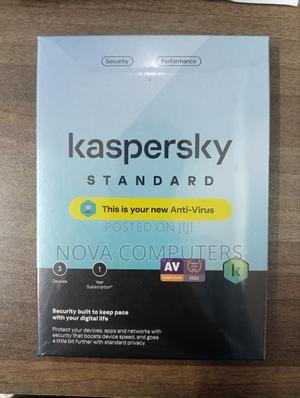 Security
Performance
kaspersky
STANDARD
This is your new Anti-Virus
POSTED ON JIJI
NOVA COMPUTERS
3
Devices
1
Year
Subscription*
AV
2023
Security built to keep pace
with your digital life
Protect your devices, apps and networks with
security that boosts device speed, and goes
a little bit further with standard privacy.